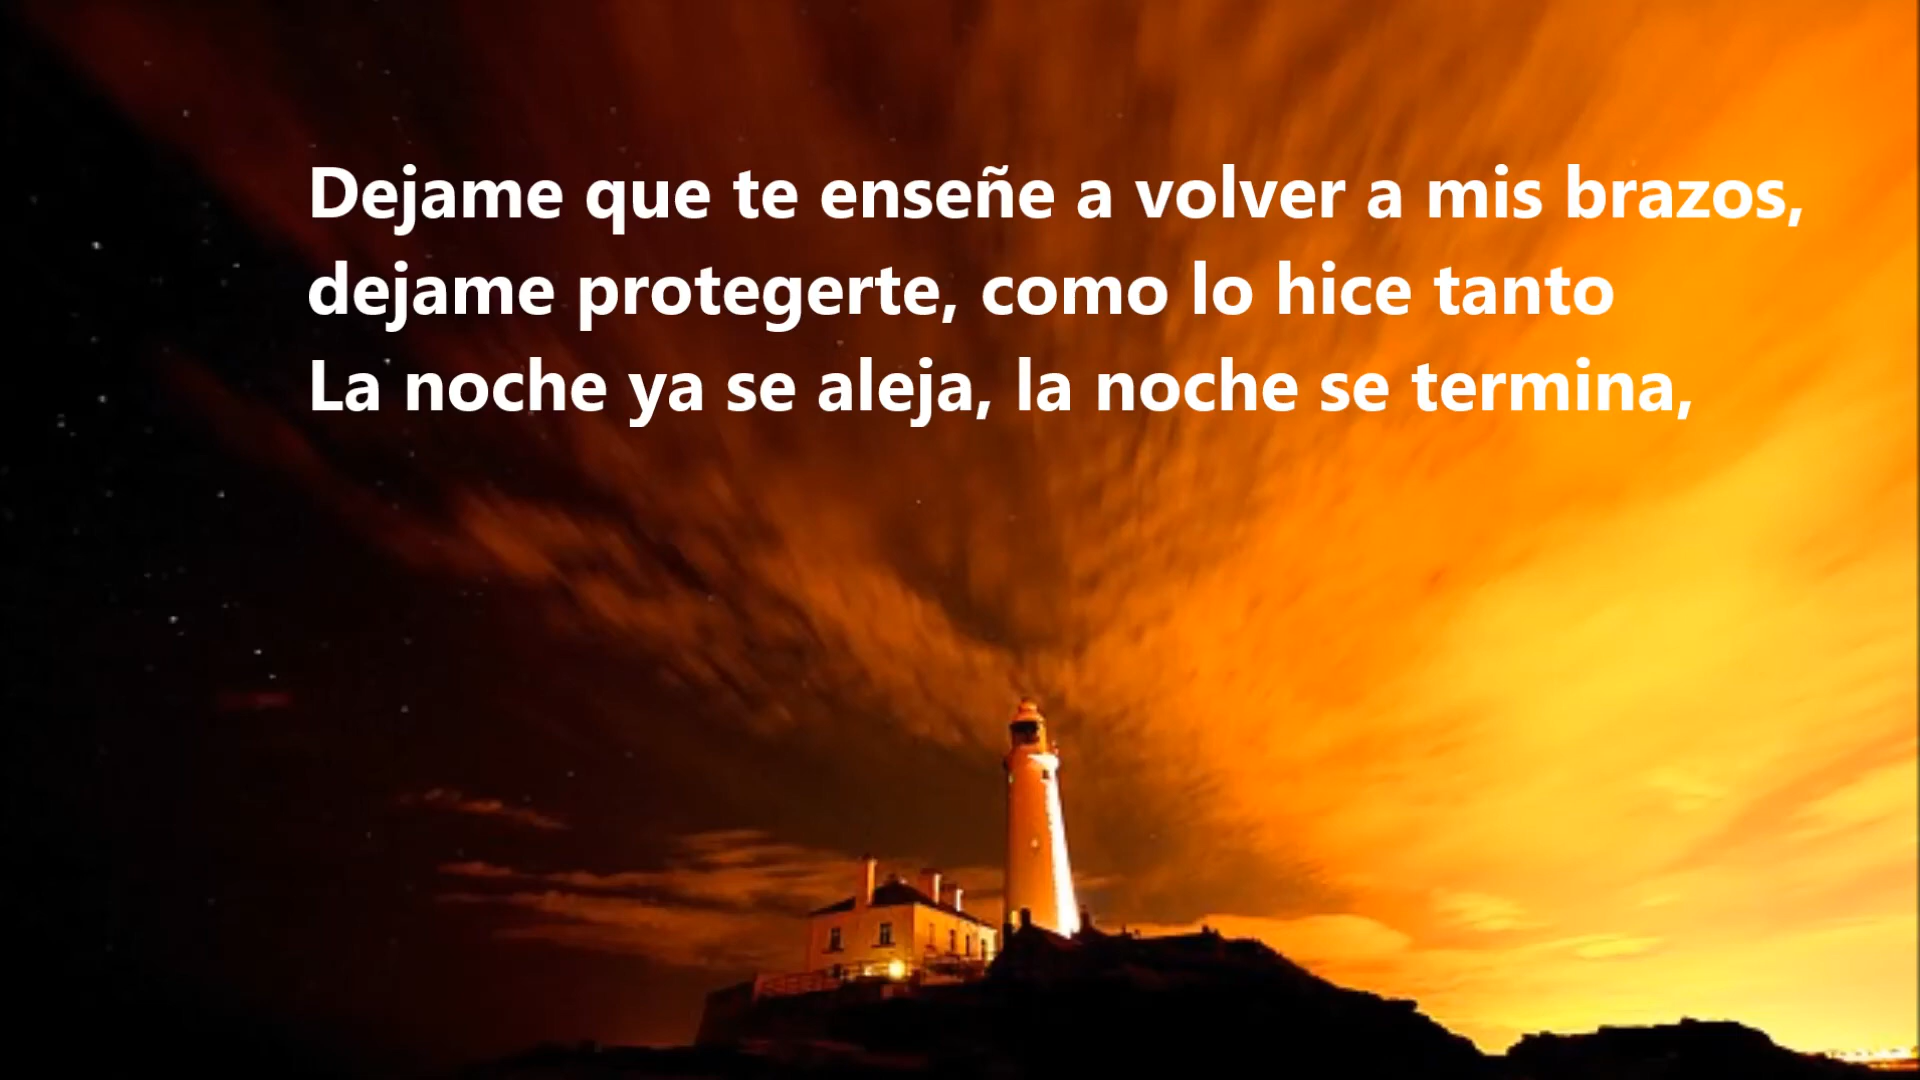 Dejame que te enseñe a volver a mis brazos,
dejame protegerte, como lo hice tanto
La noche ya se aleja, la noche se termina,